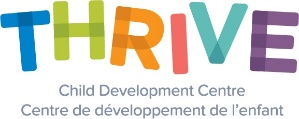 THRIVE
Child Development Centre
Centre de développement de l'enfant